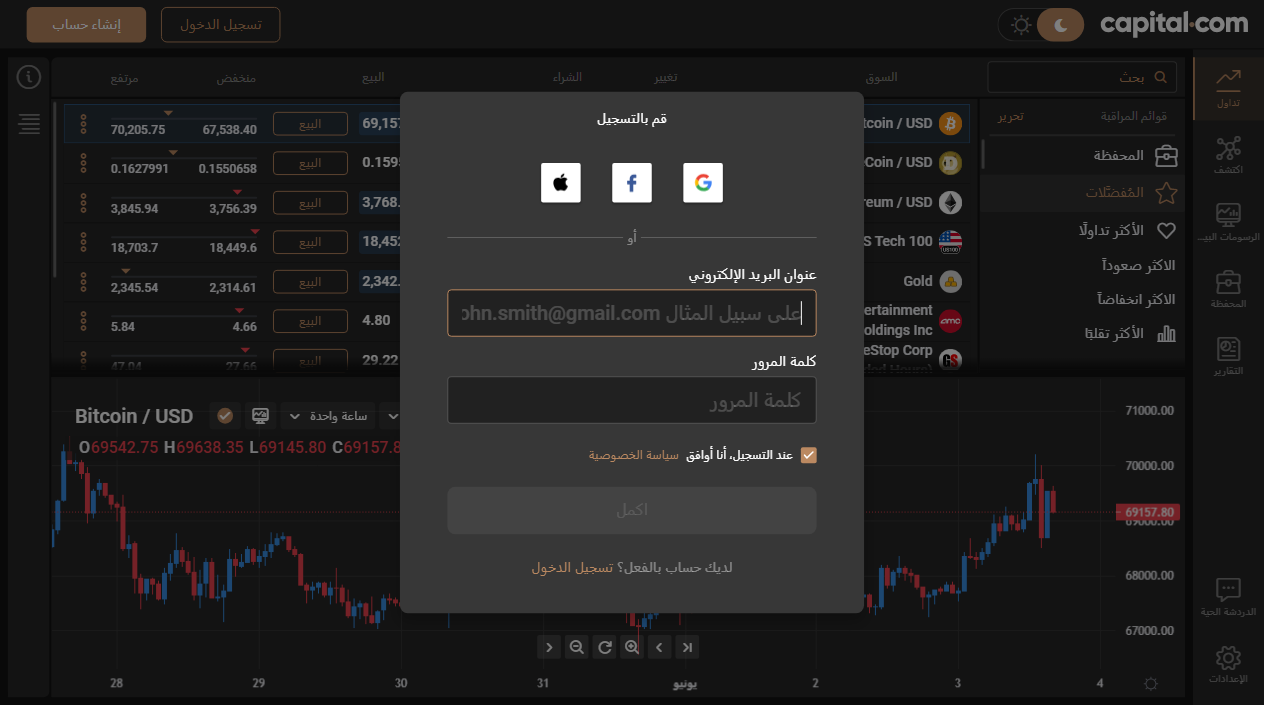 capital.com
تسجيل الدخول
إنشاء حساب
بحث
السوق
تغيير
الشراء
البيع
منخفض
مرتفع
تداول
اكتشف
الرسومات البيـ...
المحفظة
التقارير
الدردشة الحية
الإعدادات
قوائم المراقبة
تحرير
المحفظة
المُفضّلات
الأكثر تداولًا
الاكثر صعوداً
الاكثر انخفاضاً
الأكثر تقلبًا
tcoin / USD
69,157
البيع
67,538.40
70,205.75
Coin / USD
0.1595
البيع
0.1550658
0.1627991
reum / USD
3,768.
البيع
3,756.39
3,845.94
S Tech 100
18,452
البيع
18,449.6
18,703.7
Gold
2,342.
البيع
2,314.61
2,345.54
ertainment
oldings Inc
4.80
البيع
4.66
5.84
eStop Corp
29.22
البيع
27.66
47.04
قم بالتسجيل
أو
عنوان البريد الإلكتروني
على سبيل المثال ohn.smith@gmail.com
كلمة المرور
كلمة المرور
عند التسجيل، أنا أوافق سياسة الخصوصية
اكمل
لديك حساب بالفعل؟ تسجيل الدخول
Bitcoin / USD
ساعة واحدة
O69542.75 H69638.35 L69145.80 C69157.8
71000.00
70000.00
69157.80
69000.00
68000.00
67000.00
28
29
30
31
يونيو
2
3
4